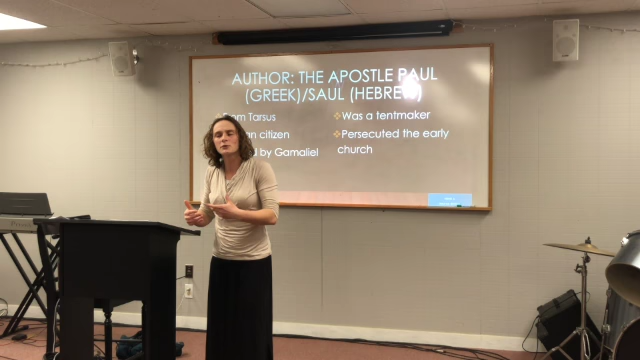 AUTHOR: THE APOSTLE PAUL
(GREEK)/SAUL (HEBREW)
Tarsus
citizen
by Gamaliel
Was a tentmaker
Persecuted the early
church